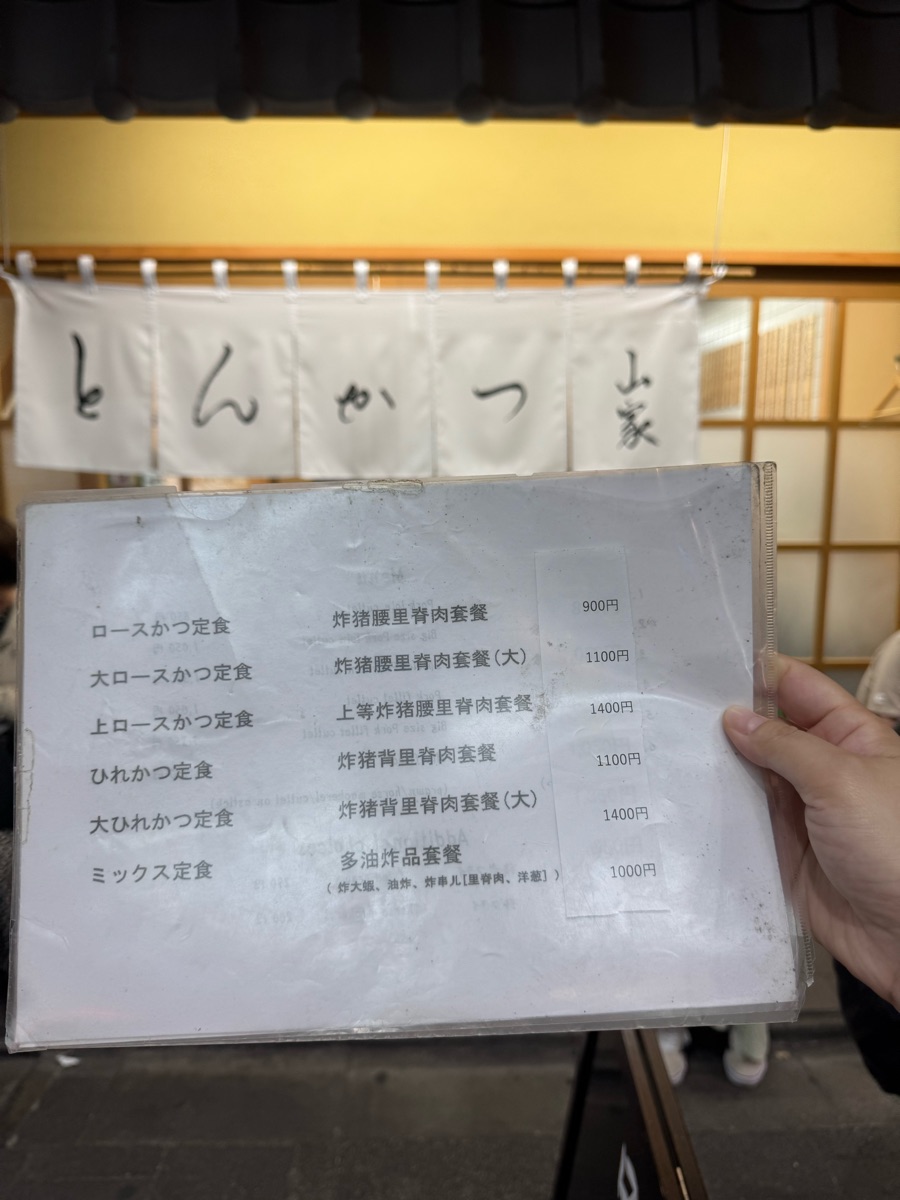 とんかつ 山家
ロースかつ定食 炸猪腰里脊肉套餐 900円
大ロースかつ定食 炸猪腰里脊肉套餐(大) 1100円
上ロースかつ定食 上等炸猪腰里脊肉套餐 1400円
ひれかつ定食 炸猪背里脊肉套餐 1100円
大ひれかつ定食 炸猪背里脊肉套餐(大) 1400円
ミックス定食 多油炸品套餐 1000円
( 炸大蝦、油炸、炸串儿[里脊肉、洋葱] )